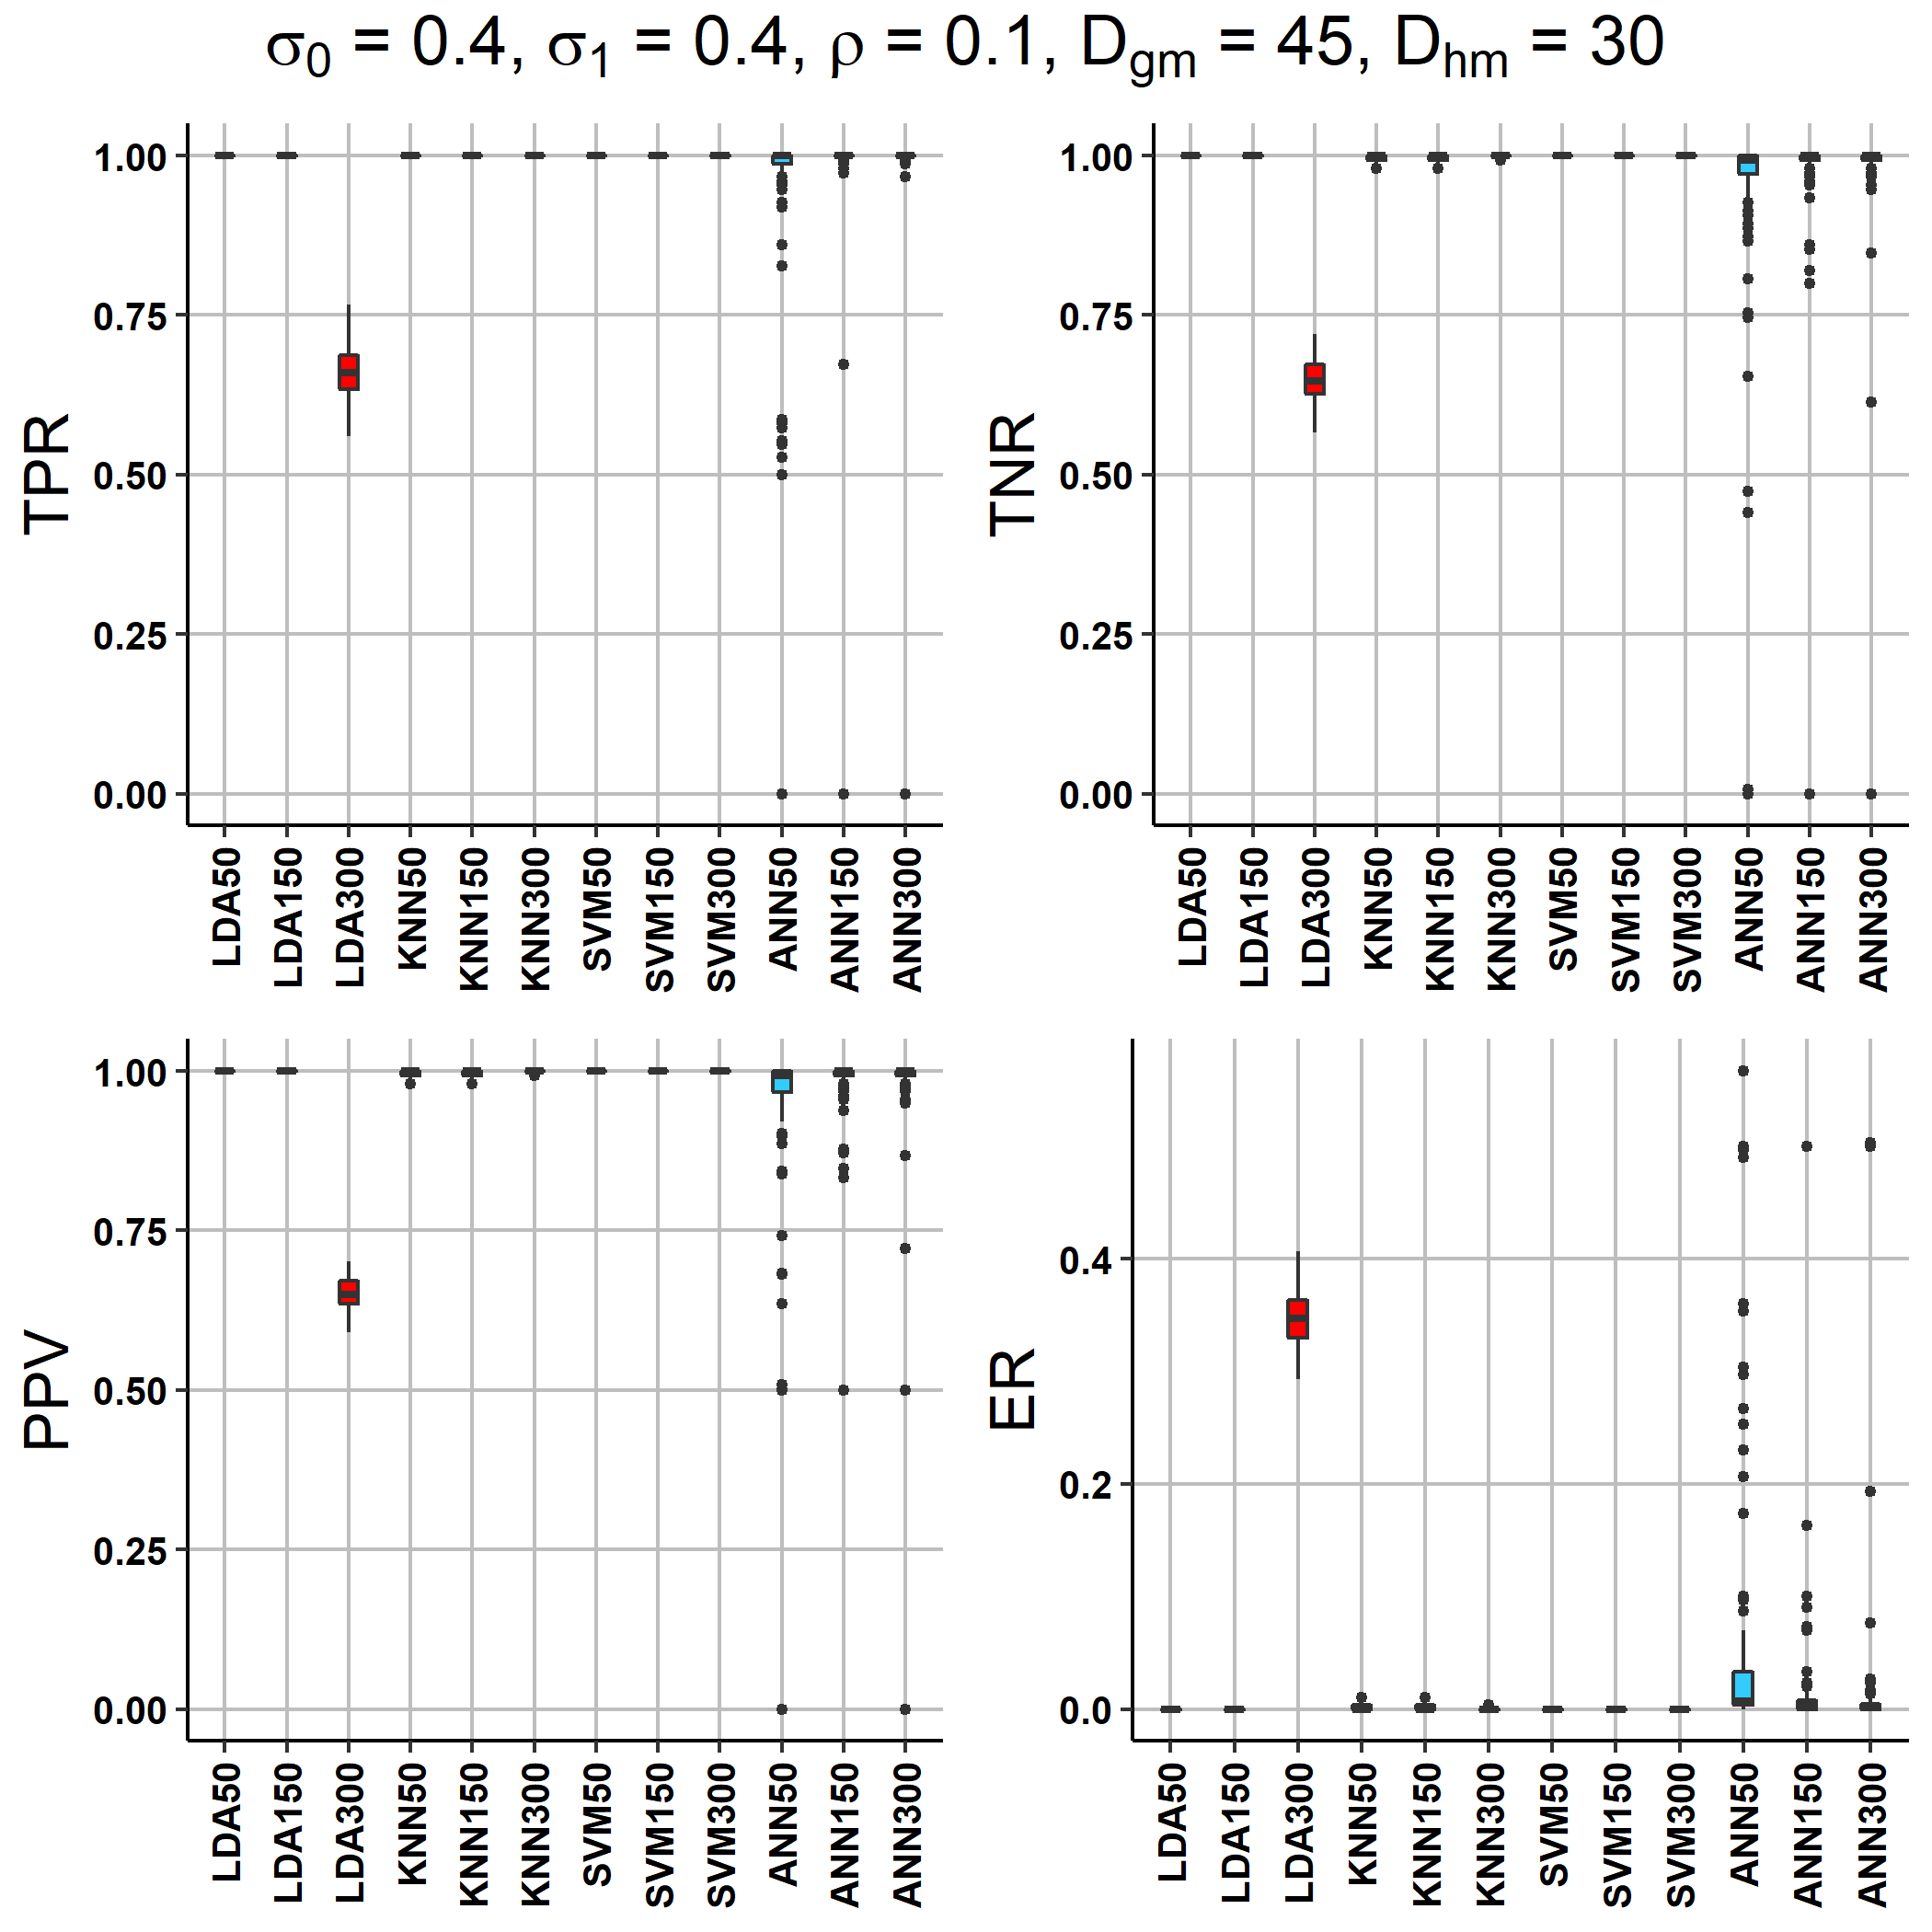 σ₀ = 0.4, σ₁ = 0.4, ρ = 0.1, D_gm = 45, D_hm = 30
TPR
1.00
0.75
0.50
0.25
0.00
LDA50
LDA150
LDA300
KNN50
KNN150
KNN300
SVM50
SVM150
SVM300
ANN50
ANN150
ANN300
TNR
1.00
0.75
0.50
0.25
0.00
LDA50
LDA150
LDA300
KNN50
KNN150
KNN300
SVM50
SVM150
SVM300
ANN50
ANN150
ANN300
PPV
1.00
0.75
0.50
0.25
0.00
LDA50
LDA150
LDA300
KNN50
KNN150
KNN300
SVM50
SVM150
SVM300
ANN50
ANN150
ANN300
ER
0.4
0.2
0.0
LDA50
LDA150
LDA300
KNN50
KNN150
KNN300
SVM50
SVM150
SVM300
ANN50
ANN150
ANN300